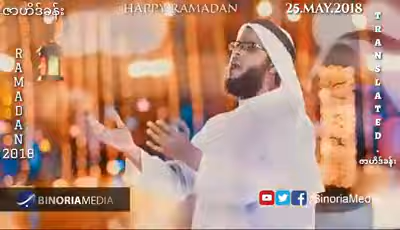 ဇာဟိဒ်ခန်း
HAPPY RAMADAN
25.MAY.2018
RAMADAN
2018
TRANSLATED.
ဇာဟိဒ်ခန်း
BINORIAMEDIA
BinoriaMedi